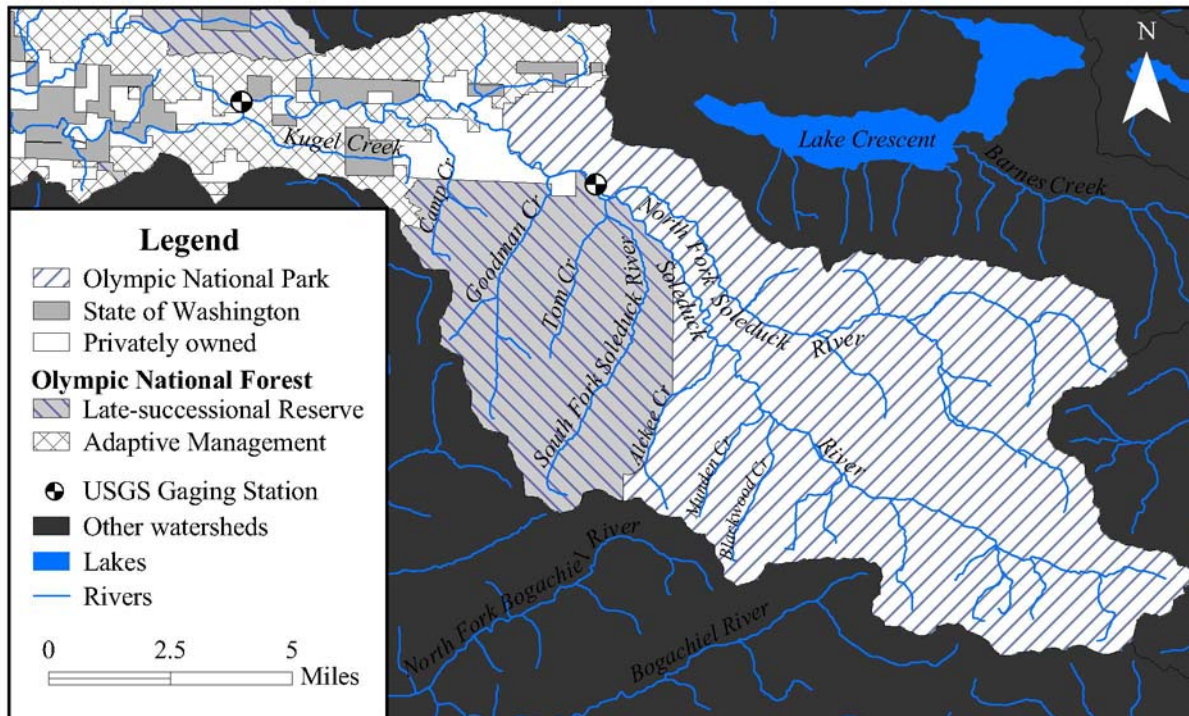 N
Lake Crescent
Barnes Creek
Kugel Creek
Camp Cr
Goodman Cr
Tom Cr
South Fork Soleduck River
North Fork Soleduck River
Soleduck River
Alckee Cr
Munden Cr
Blackwood Cr
North Fork Bogachiel River
Bogachiel River
Legend
Olympic National Park
State of Washington
Privately owned
Olympic National Forest
Late-successional Reserve
Adaptive Management
USGS Gaging Station
Other watersheds
Lakes
Rivers
0 2.5 5
Miles